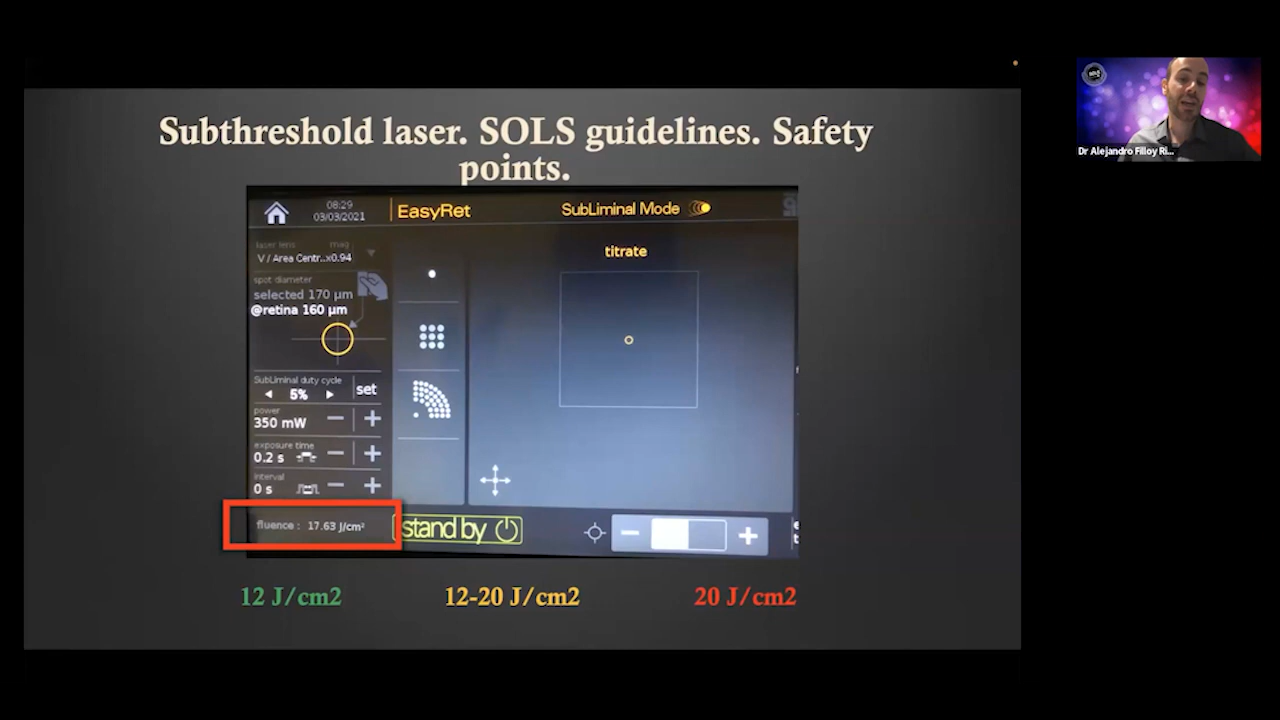 Subthreshold laser. SOLS guidelines. Safety
points.
08:29
03/03/2021
EasyRet
SubLiminal Mode
laser lens mag
V / Area Centr..x0.94
titrate
spot diameter
selected 170 µm
@retina 160 µm
SubLiminal duty cycle
5%
set
power
350 mW
exposure time
0.2 s
interval
0 s
fluence : 17.63 J/cm²
stand by
12 J/cm2
12-20 J/cm2
20 J/cm2
Dr Alejandro Filloy Ri...